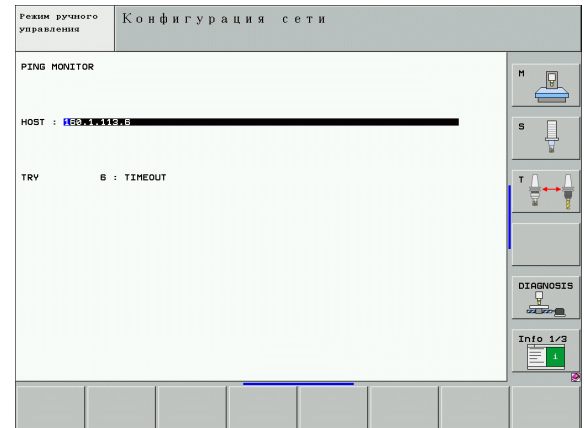 Режим ручного
управления
Конфигурация сети
PING MONITOR
HOST : 160.1.113.6
TRY 6 : TIMEOUT
M
S
T
DIAGNOSIS
Info 1/3
i